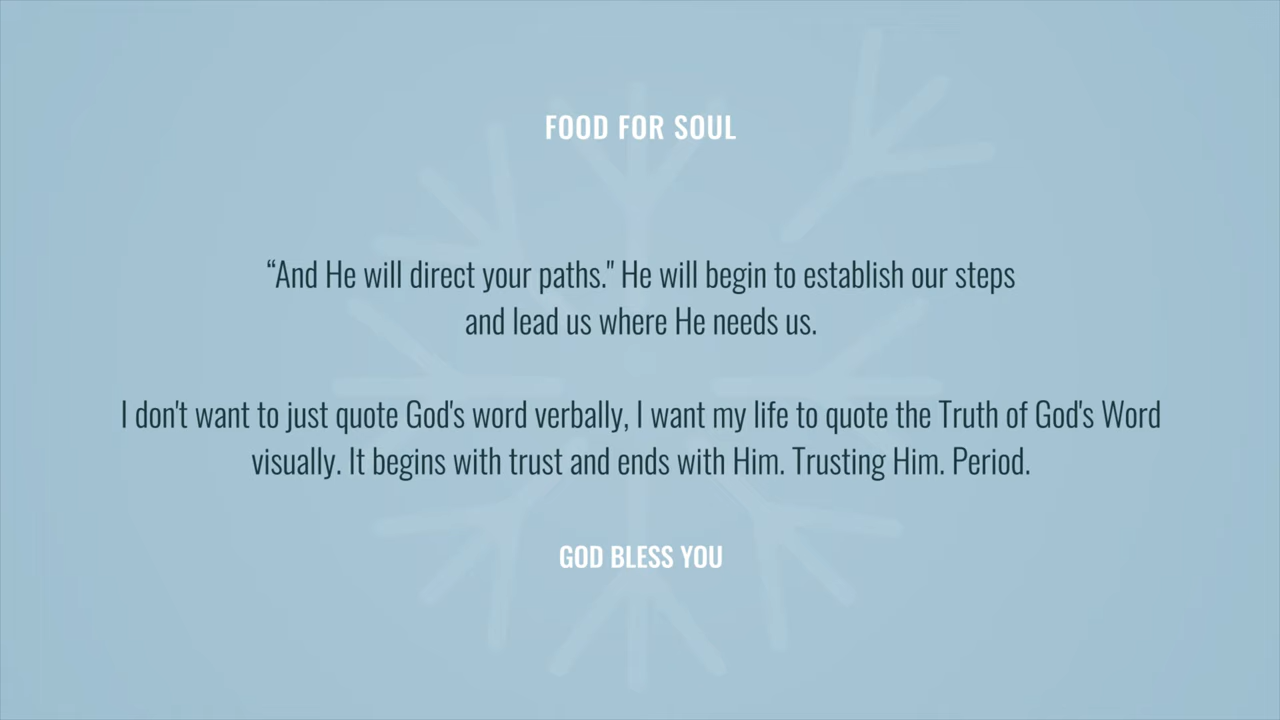 FOOD FOR SOUL
“And He will direct your paths." He will begin to establish our steps
and lead us where He needs us.
I don't want to just quote God's word verbally, I want my life to quote the Truth of God's Word
visually. It begins with trust and ends with Him. Trusting Him. Period.
GOD BLESS YOU